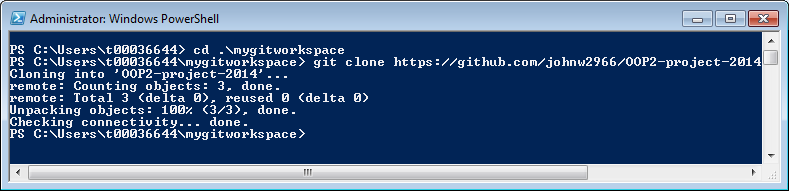 Administrator: Windows PowerShell
PS C:\Users\t00036644> cd .\mygitworkspace
PS C:\Users\t00036644\mygitworkspace> git clone https://github.com/johnw2966/OOP2-project-2014
Cloning into 'OOP2-project-2014'...
remote: Counting objects: 3, done.
remote: Total 3 (delta 0), reused 0 (delta 0)
Unpacking objects: 100% (3/3), done.
Checking connectivity... done.
PS C:\Users\t00036644\mygitworkspace>